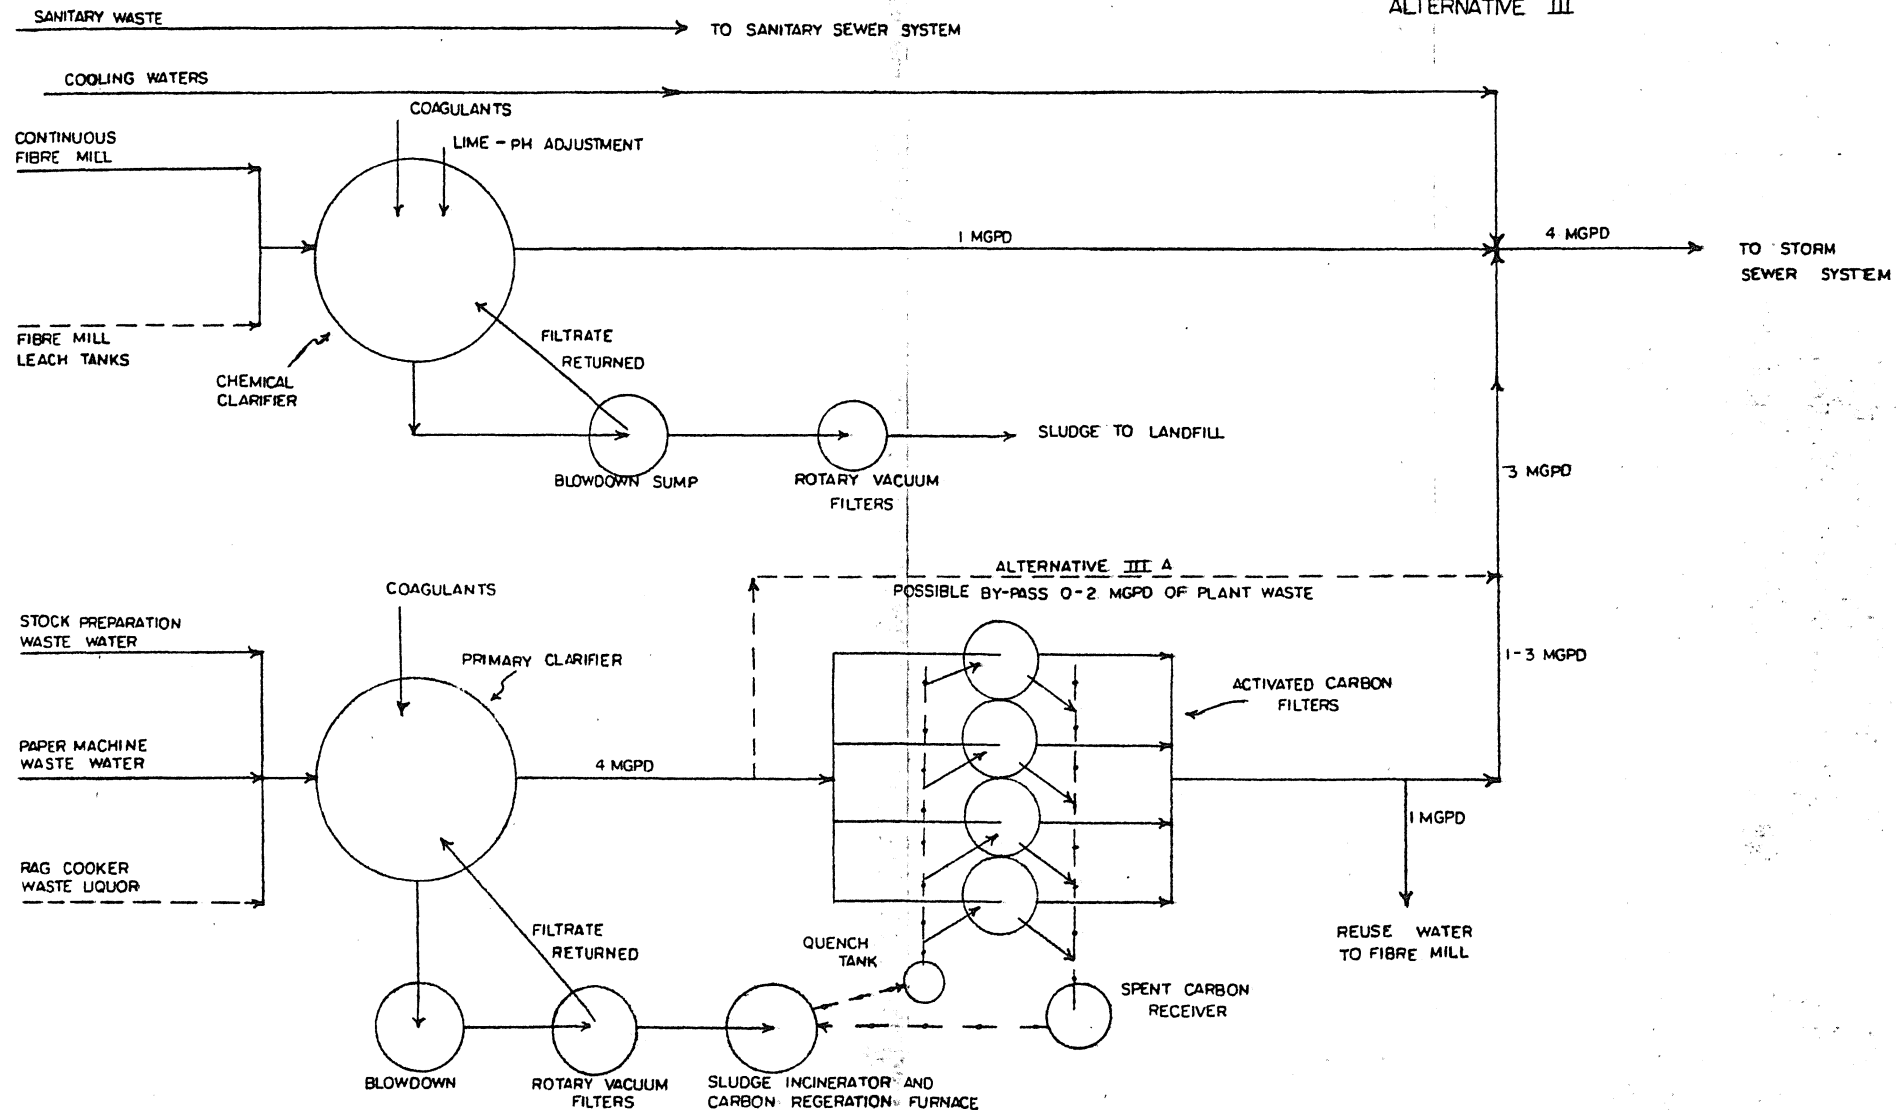 ALTERNATIVE III
SANITARY WASTE
TO SANITARY SEWER SYSTEM
COOLING WATERS
COAGULANTS
LIME - PH ADJUSTMENT
CONTINUOUS
FIBRE MILL
1 MGPD
4 MGPD
TO STORM
SEWER SYSTEM
FIBRE MILL
LEACH TANKS
CHEMICAL
CLARIFIER
FILTRATE
RETURNED
SLUDGE TO LANDFILL
BLOWDOWN SUMP
ROTARY VACUUM
FILTERS
3 MGPD
ALTERNATIVE III A
POSSIBLE BY-PASS 0-2 MGPD OF PLANT WASTE
COAGULANTS
STOCK PREPARATION
WASTE WATER
PRIMARY CLARIFIER
1-3 MGPD
ACTIVATED CARBON
FILTERS
PAPER MACHINE
WASTE WATER
4 MGPD
1 MGPD
RAG COOKER
WASTE LIQUOR
FILTRATE
RETURNED
QUENCH
TANK
REUSE WATER
TO FIBRE MILL
SPENT CARBON
RECEIVER
BLOWDOWN
ROTARY VACUUM
FILTERS
SLUDGE INCINERATOR AND
CARBON REGERATION FURNACE